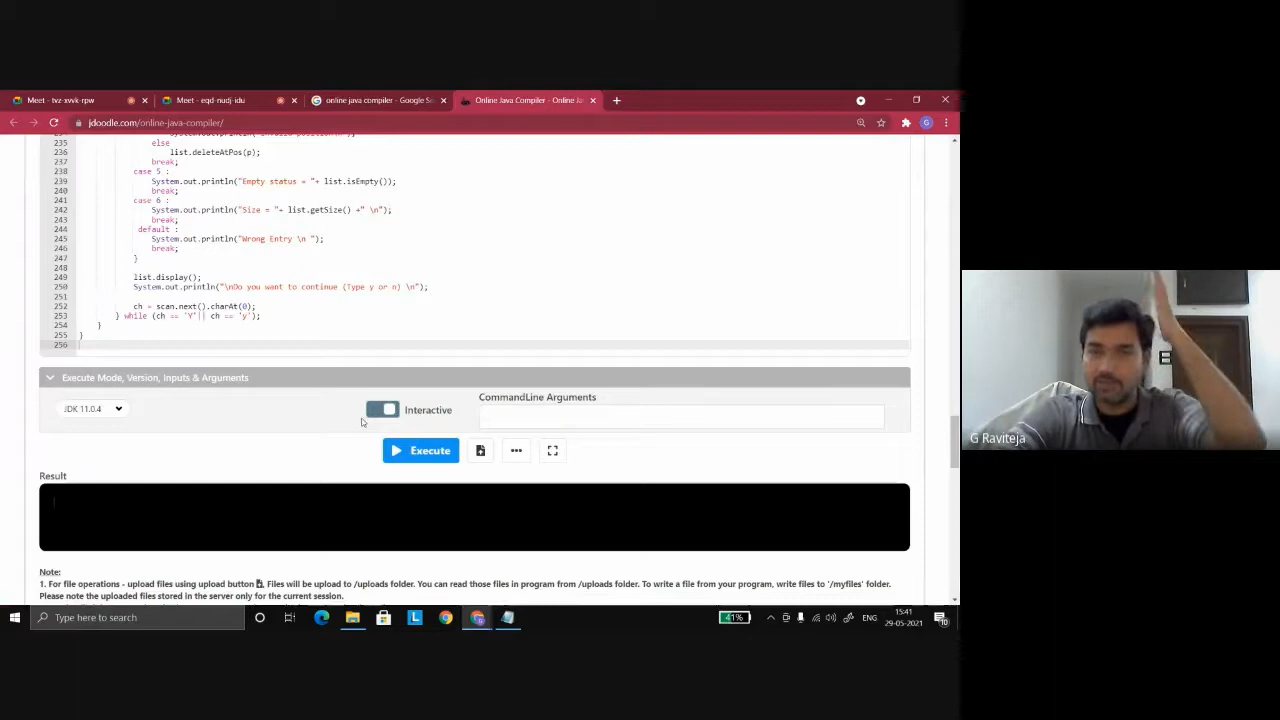 Meet - tvz-xvvk-rpw
Meet - eqd-nudj-idu
online java compiler - Google Se
Online Java Compiler - Online Ja
jdoodle.com/online-java-compiler/
235 else
236 list.deleteAtPos(p);
237 break;
238 case 5 :
239 System.out.println("Empty status = "+ list.isEmpty());
240 break;
241 case 6 :
242 System.out.println("Size = "+ list.getSize() +" \n");
243 break;
244 default :
245 System.out.println("Wrong Entry \n ");
246 break;
247 }
248
249 list.display();
250 System.out.println("\nDo you want to continue (Type y or n) \n");
251
252 ch = scan.next().charAt(0);
253 } while (ch == 'Y'|| ch == 'y');
254 }
255 }
256
Execute Mode, Version, Inputs & Arguments
JDK 11.0.4
Interactive
CommandLine Arguments
Execute
Result
Note:
1. For file operations - upload files using upload button . Files will be upload to /uploads folder. You can read those files in program from /uploads folder. To write a file from your program, write files to '/myfiles' folder.
Please note the uploaded files stored in the server only for the current session.
Type here to search
41%
ENG
15:41
29-05-2021
G Raviteja